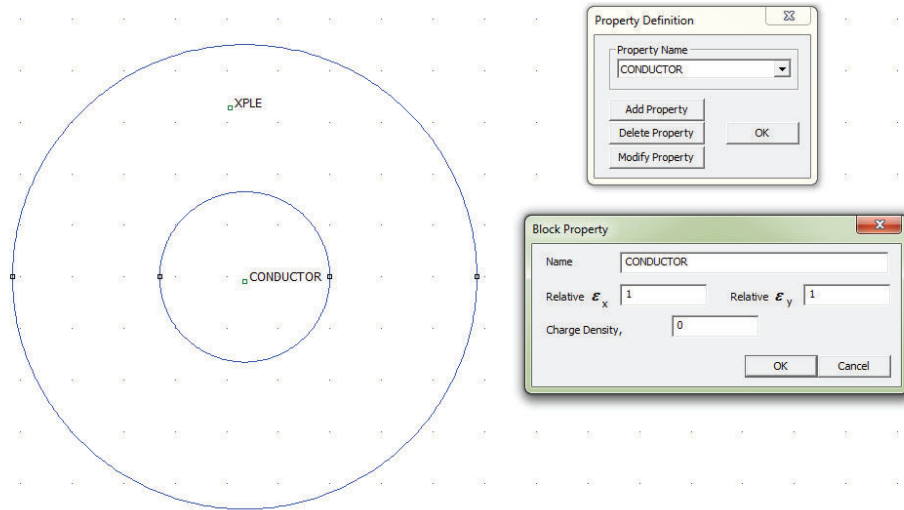 XPLE
CONDUCTOR
Property Definition
Property Name
CONDUCTOR
Add Property
Delete Property
OK
Modify Property
Block Property
Name
CONDUCTOR
Relative ε x 1
Relative ε y 1
Charge Density, 0
OK
Cancel